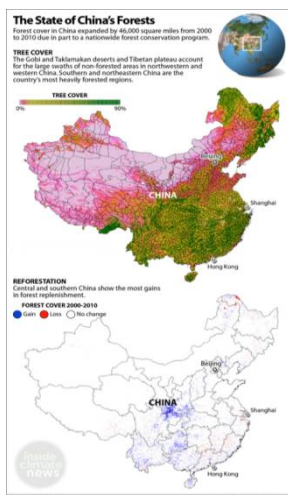 The State of China's Forests
Forest cover in China expanded by 46,000 square miles from 2000
to 2010 due in part to a nationwide forest conservation program.
TREE COVER
The Gobi and Taklamakan deserts and Tibetan plateau account
for the large swaths of non-forested areas in northwestern and
western China. Southern and northeastern China are the
country's most heavily forested regions.
TREE COVER
0% 90%
Beijing
CHINA
Shanghai
Hong Kong
REFORESTATION
Central and southern China show the most gains
in forest replenishment.
FOREST COVER 2000-2010
Gain Loss No change
Beijing
CHINA
Shanghai
Hong Kong
inside
climate
news